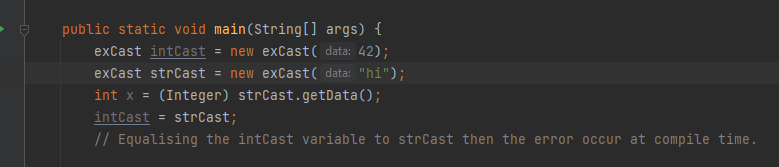 public static void main(String[] args) {
exCast intCast = new exCast( data: 42);
exCast strCast = new exCast( data: "hi");
int x = (Integer) strCast.getData();
intCast = strCast;
// Equalising the intCast variable to strCast then the error occur at compile time.